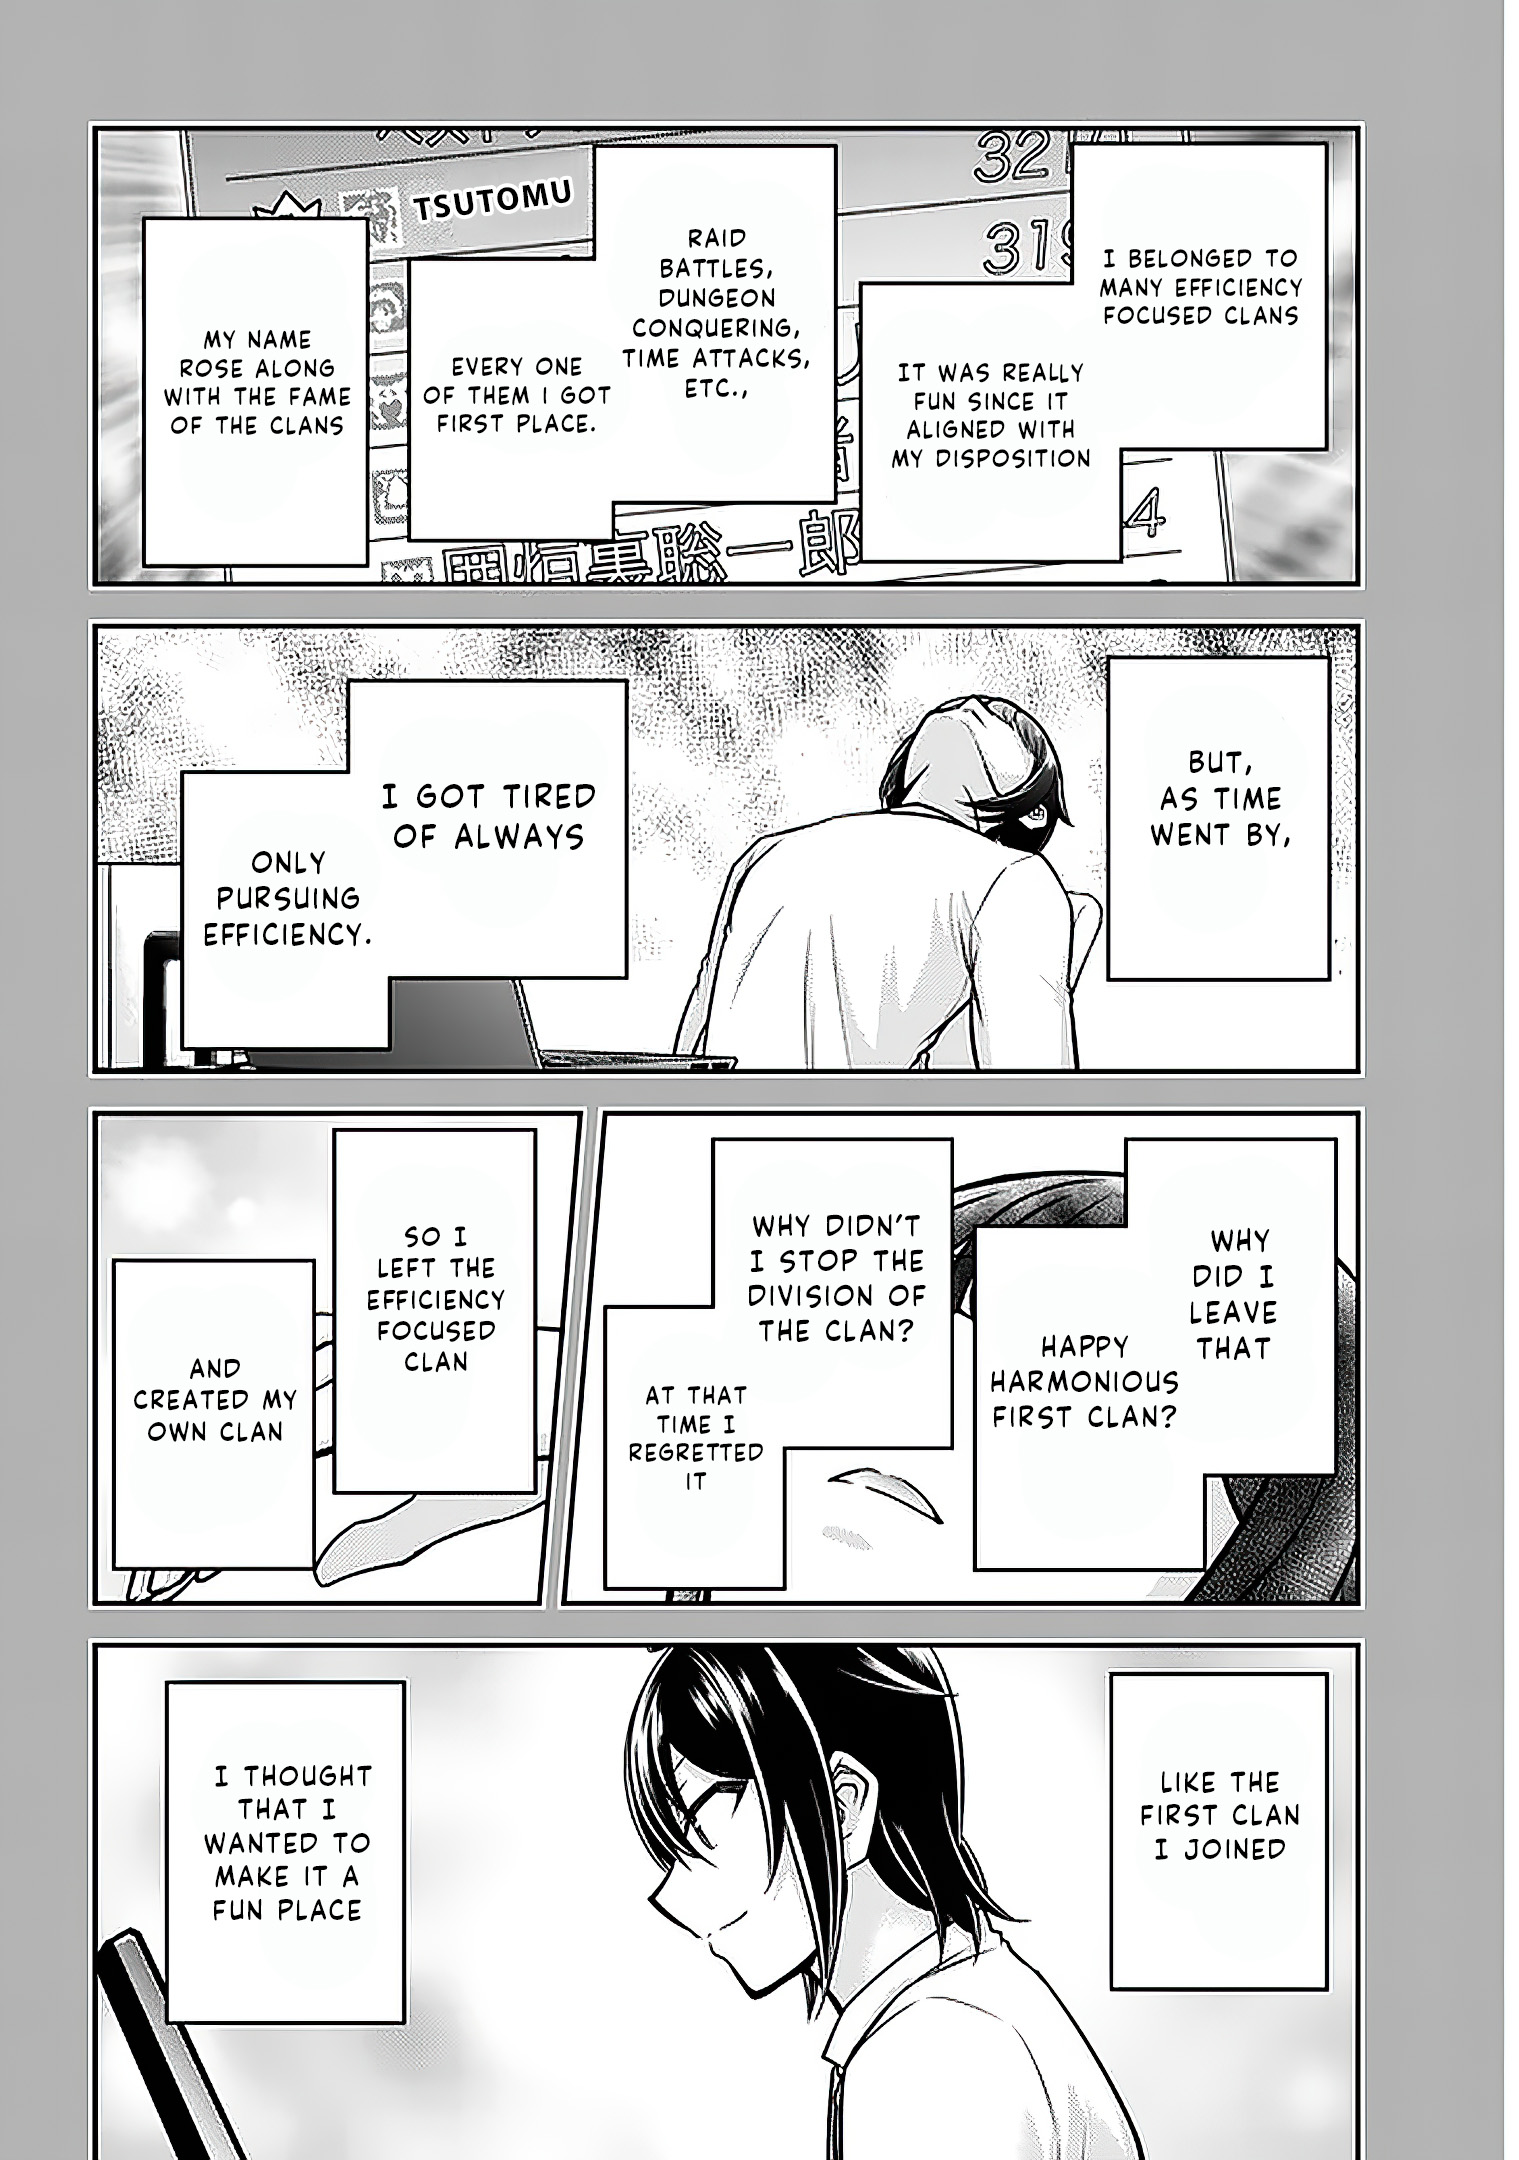 I BELONGED TO
MANY EFFICIENCY
FOCUSED CLANS
IT WAS REALLY
FUN SINCE IT
ALIGNED WITH
MY DISPOSITION
RAID
BATTLES,
DUNGEON
CONQUERING,
TIME ATTACKS,
ETC.,
EVERY ONE
OF THEM I GOT
FIRST PLACE.
MY NAME
ROSE ALONG
WITH THE FAME
OF THE CLANS
TSUTOMU
32
319
4
裏聡一郎
BUT,
AS TIME
WENT BY,
I GOT TIRED
OF ALWAYS
ONLY
PURSUING
EFFICIENCY.
WHY
DID I
LEAVE
THAT
HAPPY
HARMONIOUS
FIRST CLAN?
WHY DIDN'T
I STOP THE
DIVISION OF
THE CLAN?
AT THAT
TIME I
REGRETTED
IT
SO I
LEFT THE
EFFICIENCY
FOCUSED
CLAN
AND
CREATED MY
OWN CLAN
LIKE THE
FIRST CLAN
I JOINED
I THOUGHT
THAT I
WANTED TO
MAKE IT A
FUN PLACE